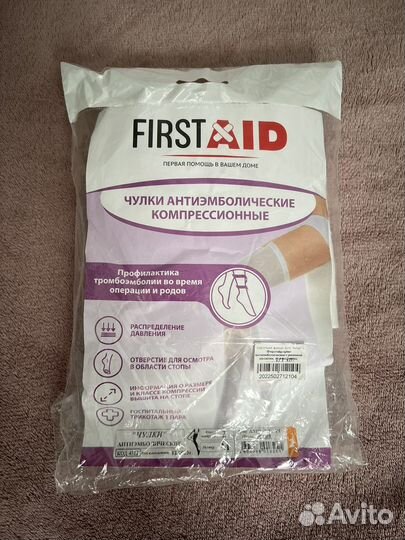 FIRST AID
ПЕРВАЯ ПОМОЩЬ В ВАШЕМ ДОМЕ
ЧУЛКИ АНТИЭМБОЛИЧЕСКИЕ
КОМПРЕССИОННЫЕ
Профилактика
тромбоэмболии во время
операции и родов
РАСПРЕДЕЛЕНИЕ
ДАВЛЕНИЯ
ОТВЕРСТИЕ ДЛЯ ОСМОТРА
В ОБЛАСТИ СТОПЫ
ИНФОРМАЦИЯ О РАЗМЕРЕ
И КЛАССЕ КОМПРЕССИИ
ВЫШИТА НА СТОПЕ
ГОСПИТАЛЬНЫЙ
ТРИКОТАЖ 1 ПАРА
2022502712104
"ЧУЛКИ"
Avito